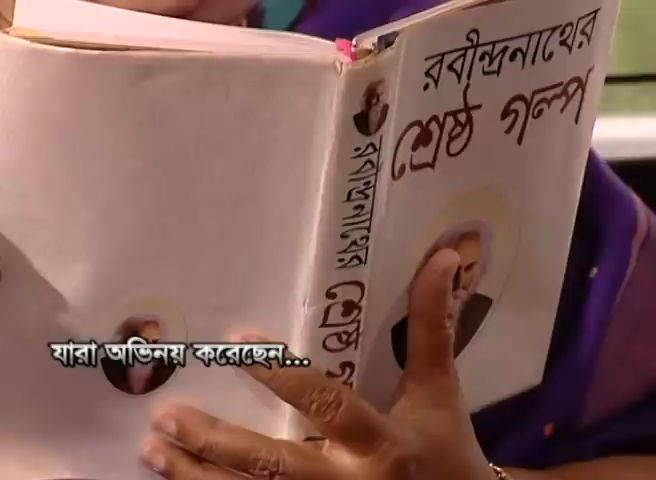 রবীন্দ্রনাথের
শ্রেষ্ঠ গল্প
রবীন্দ্রনাথের শ্রেষ্ঠ
যারা অভিনয় করেছেন...